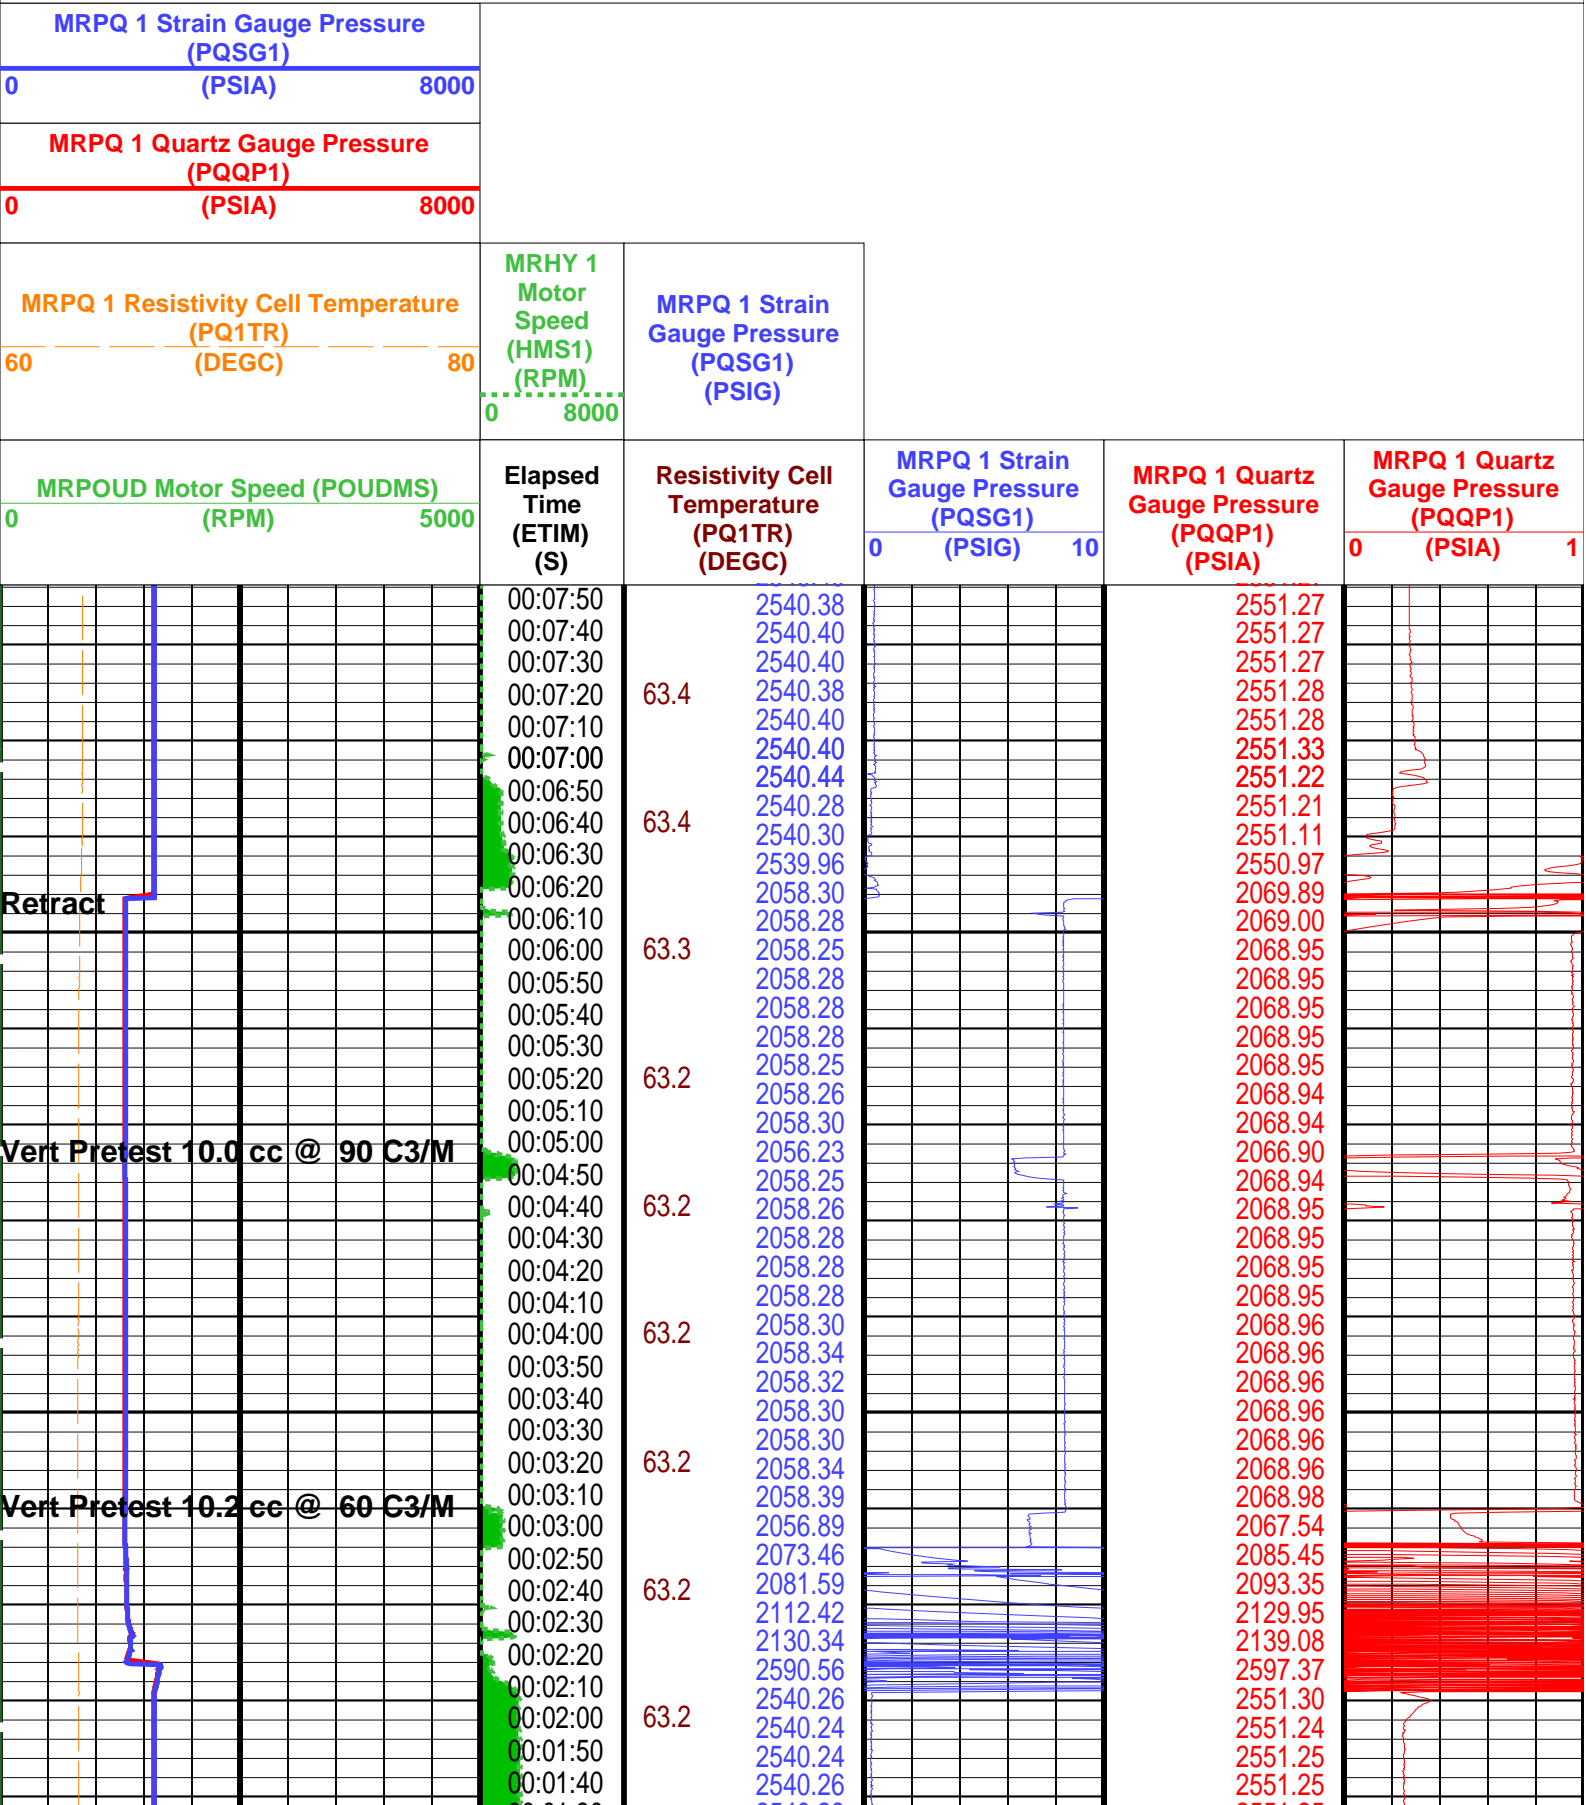 MRPQ 1 Strain Gauge Pressure
(PQSG1)
0 (PSIA) 8000
MRPQ 1 Quartz Gauge Pressure
(PQQP1)
0 (PSIA) 8000
MRPQ 1 Resistivity Cell Temperature
(PQ1TR)
60 (DEGC) 80
MRHY 1
Motor
Speed
(HMS1)
(RPM)
0 8000
MRPQ 1 Strain
Gauge Pressure
(PQSG1)
(PSIG)
MRPOUD Motor Speed (POUDMS)
0 (RPM) 5000
Elapsed
Time
(ETIM)
(S)
Resistivity Cell
Temperature
(PQ1TR)
(DEGC)
MRPQ 1 Strain
Gauge Pressure
(PQSG1)
0 (PSIG) 10
MRPQ 1 Quartz
Gauge Pressure
(PQQP1)
(PSIA)
MRPQ 1 Quartz
Gauge Pressure
(PQQP1)
0 (PSIA) 1
00:07:50 2540.38 2551.27
00:07:40 2540.40 2551.27
00:07:30 2540.40 2551.27
00:07:20 63.4 2540.38 2551.28
00:07:10 2540.40 2551.28
00:07:00 2540.40 2551.33
2540.44 2551.22
00:06:50 2540.28 2551.21
00:06:40 63.4 2540.30 2551.11
00:06:30 2539.96 2550.97
00:06:20 2058.30 2069.89
Retract
00:06:10 2058.28 2069.00
00:06:00 63.3 2058.25 2068.95
00:05:50 2058.28 2068.95
00:05:40 2058.28 2068.95
00:05:30 2058.28 2068.95
2058.25 2068.95
00:05:20 63.2 2058.26 2068.94
00:05:10 2058.30 2068.94
00:05:00
Vert Pretest 10.0 cc @ 90 C3/M 2056.23 2066.90
00:04:50 2058.25 2068.94
00:04:40 63.2 2058.26 2068.95
00:04:30 2058.28 2068.95
00:04:20 2058.28 2068.95
00:04:10 2058.28 2068.95
00:04:00 63.2 2058.30 2068.96
00:03:50 2058.34 2068.96
00:03:40 2058.32 2068.96
2058.30 2068.96
00:03:30 2058.30 2068.96
00:03:20 63.2 2058.34 2068.96
00:03:10 2058.39 2068.98
Vert Pretest 10.2 cc @ 60 C3/M
00:03:00 2056.89 2067.54
00:02:50 2073.46 2085.45
00:02:40 63.2 2081.59 2093.35
00:02:30 2112.42 2129.95
2130.34 2139.08
00:02:20 2590.56 2597.37
00:02:10 2540.26 2551.30
00:02:00 63.2 2540.24 2551.24
00:01:50 2540.24 2551.25
00:01:40 2540.26 2551.25